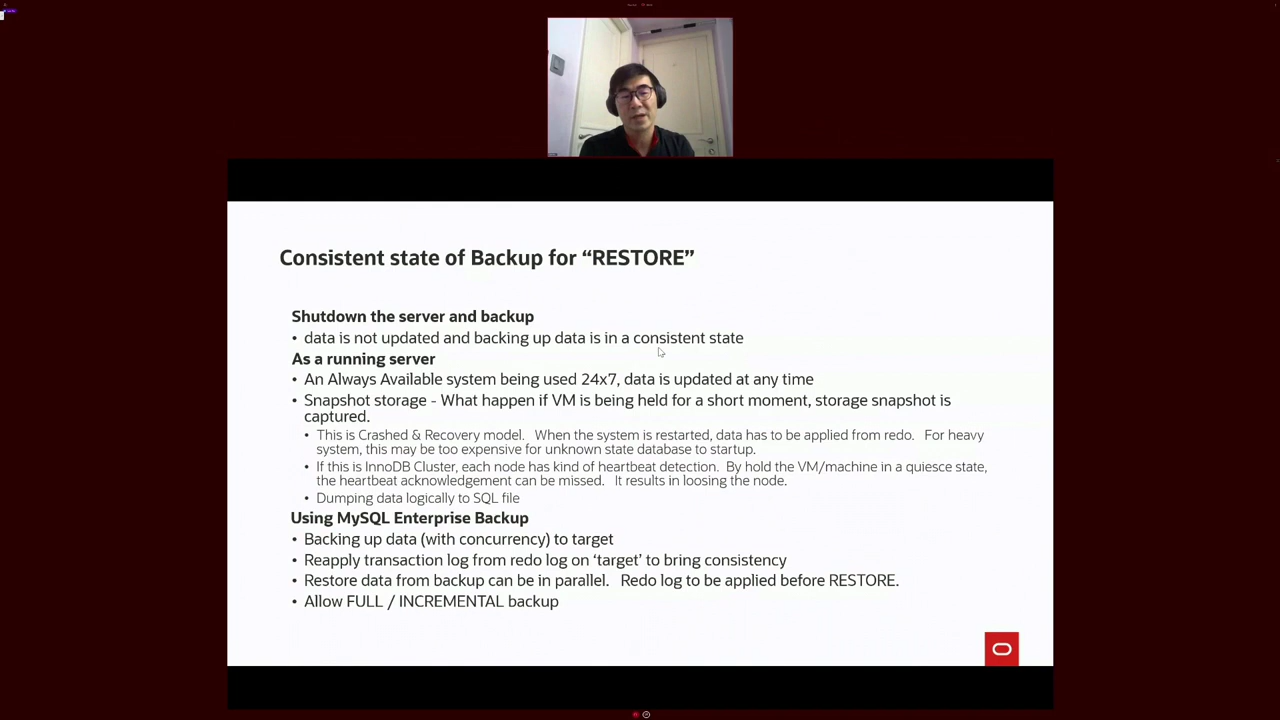 Consistent state of Backup for “RESTORE”
Shutdown the server and backup
• data is not updated and backing up data is in a consistent state
As a running server
• An Always Available system being used 24x7, data is updated at any time
• Snapshot storage - What happen if VM is being held for a short moment, storage snapshot is
captured.
• This is Crashed & Recovery model. When the system is restarted, data has to be applied from redo. For heavy
system, this may be too expensive for unknown state database to startup.
• If this is InnoDB Cluster, each node has kind of heartbeat detection. By hold the VM/machine in a quiesce state,
the heartbeat acknowledgement can be missed. It results in loosing the node.
• Dumping data logically to SQL file
Using MySQL Enterprise Backup
• Backing up data (with concurrency) to target
• Reapply transaction log from redo log on ‘target’ to bring consistency
• Restore data from backup can be in parallel. Redo log to be applied before RESTORE.
• Allow FULL / INCREMENTAL backup